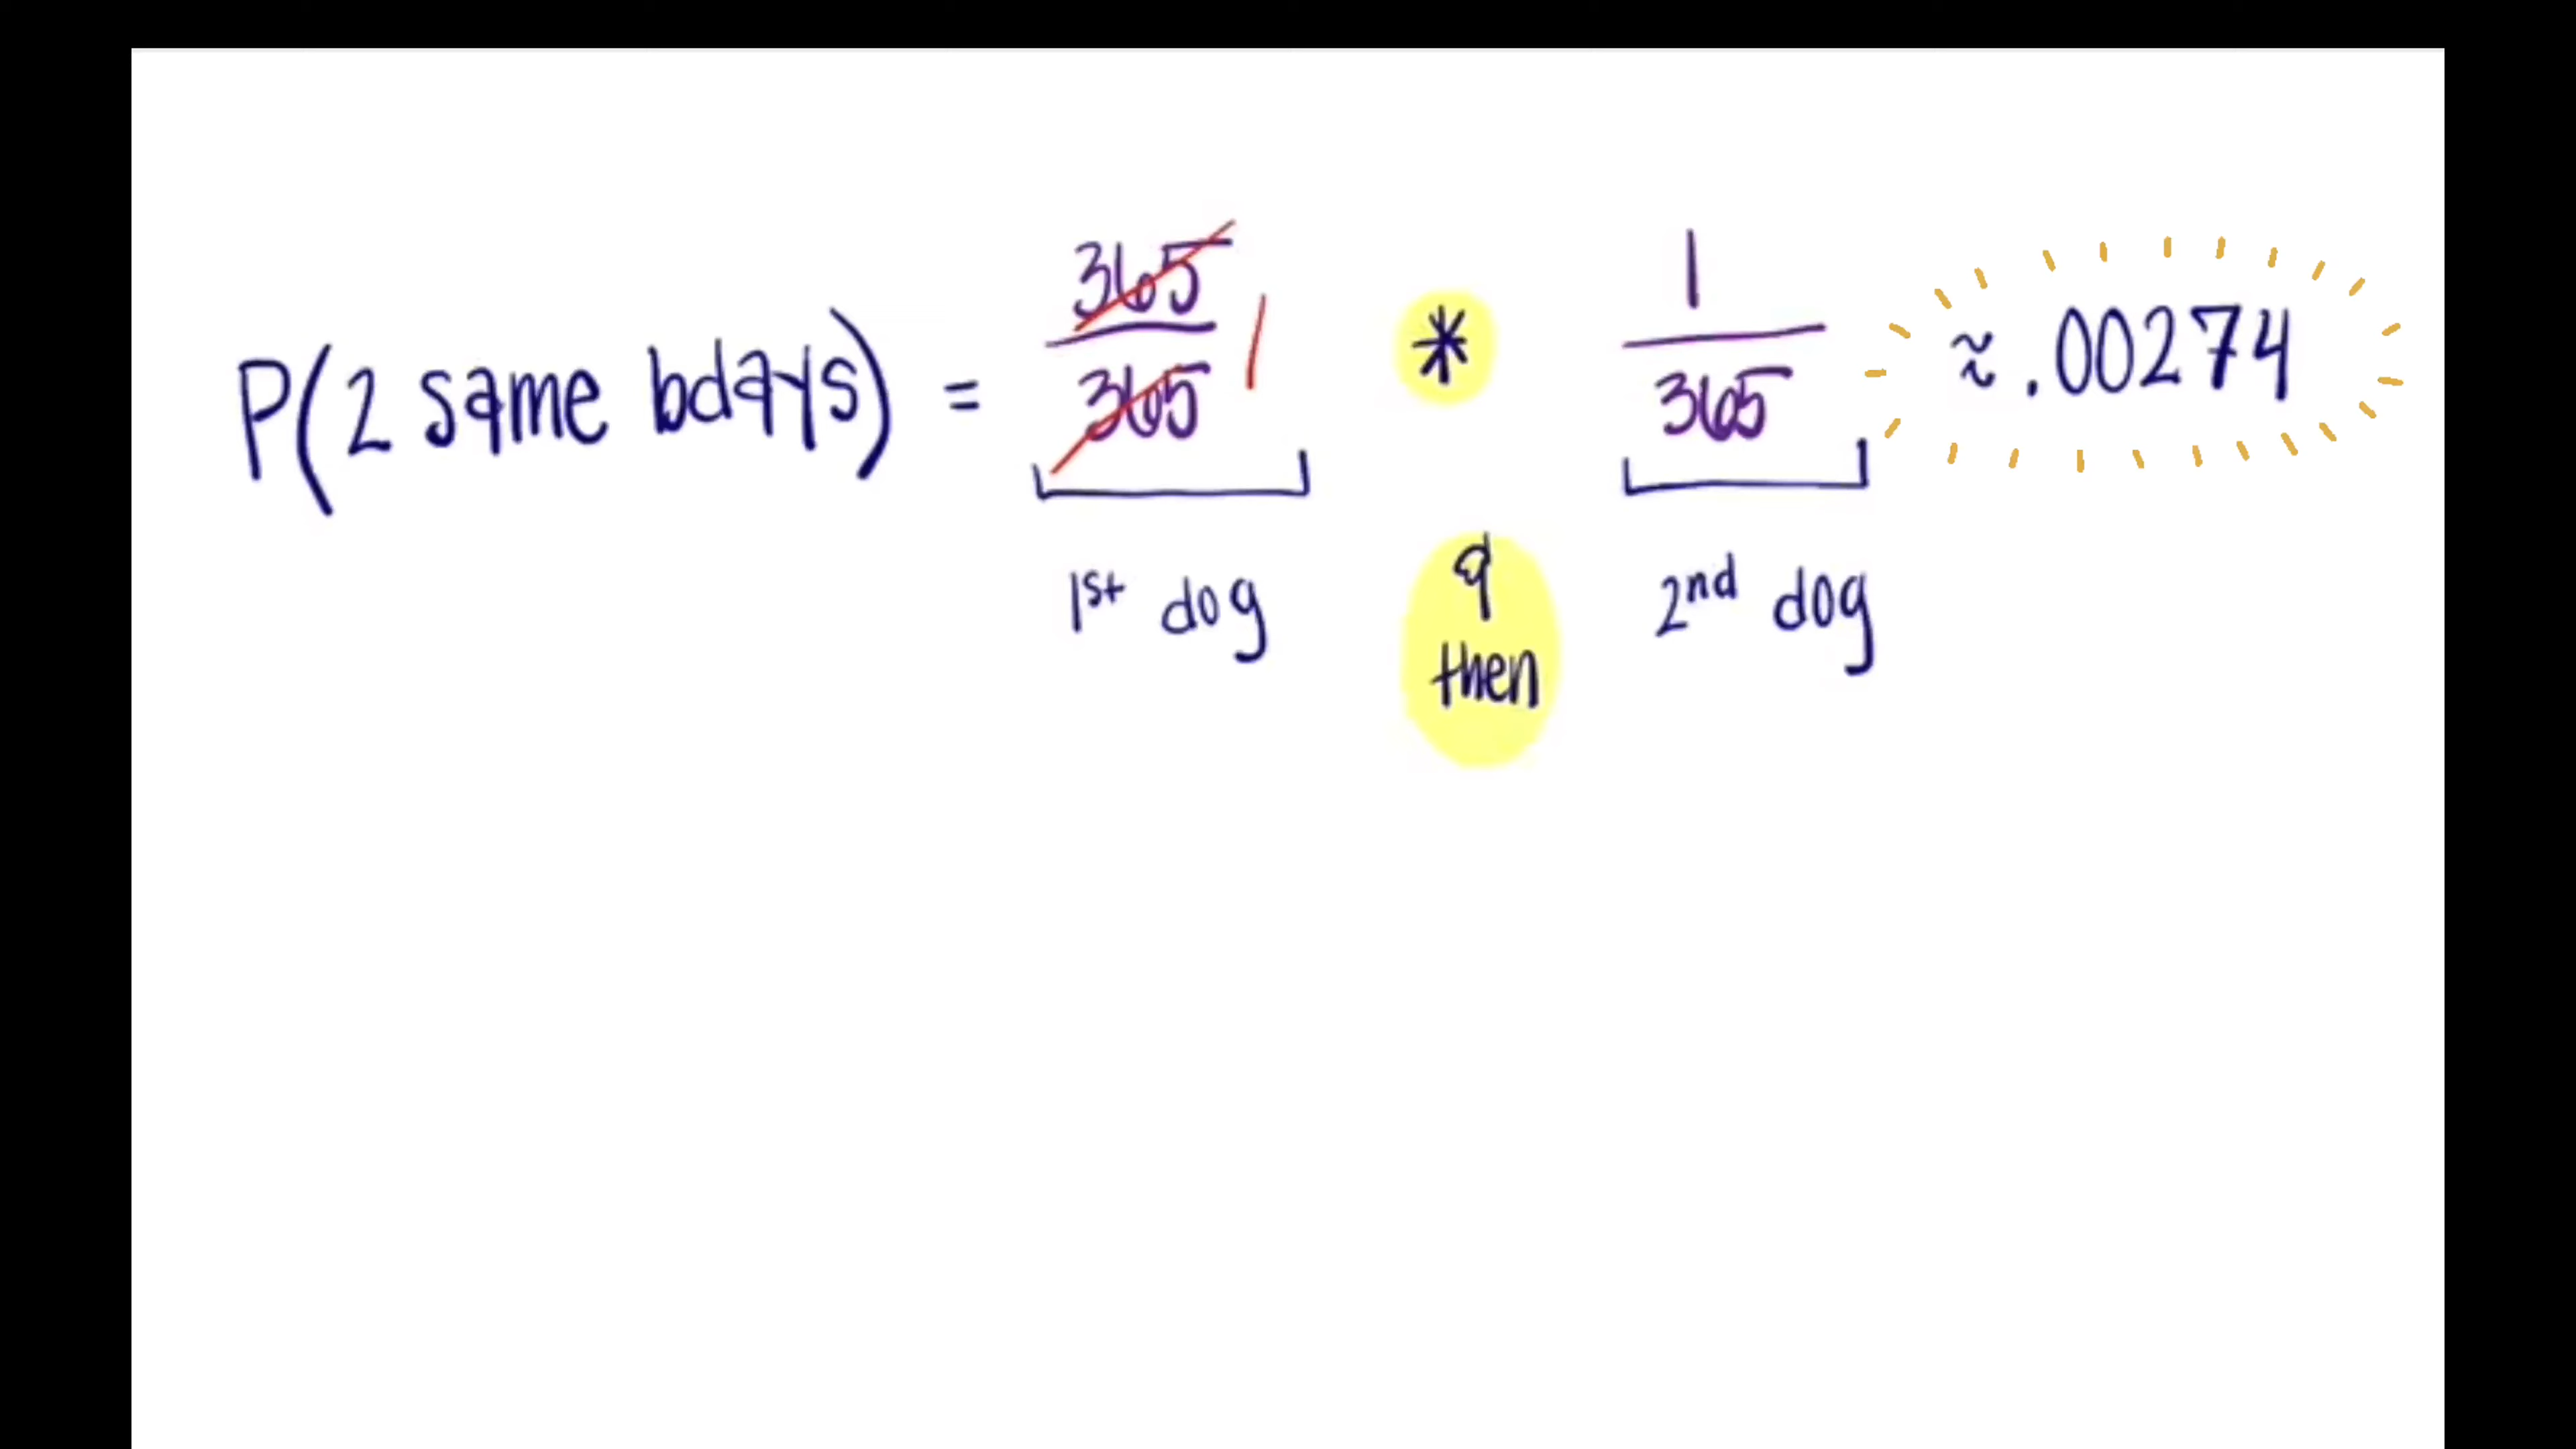 P(2 same bdays) = 365/365 1 * 1/365 ≈ .00274
1st dog & then 2nd dog